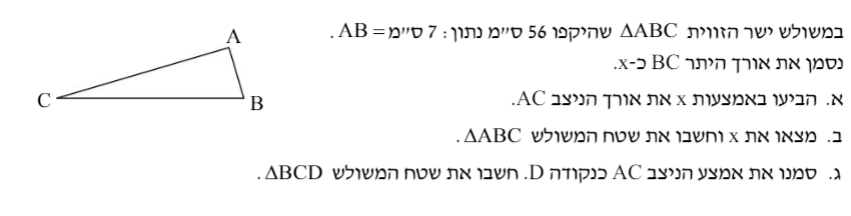 במשולש ישר הזווית ΔABC שהיקפו 56 ס״מ נתון : 7 ס״מ = AB .
נסמן את אורך היתר BC כ-x.
א. הביעו באמצעות x את אורך הניצב AC.
ב. מצאו את x וחשבו את שטח המשולש ΔABC .
ג. סמנו את אמצע הניצב AC כנקודה D. חשבו את שטח המשולש ΔBCD .
A
C
B